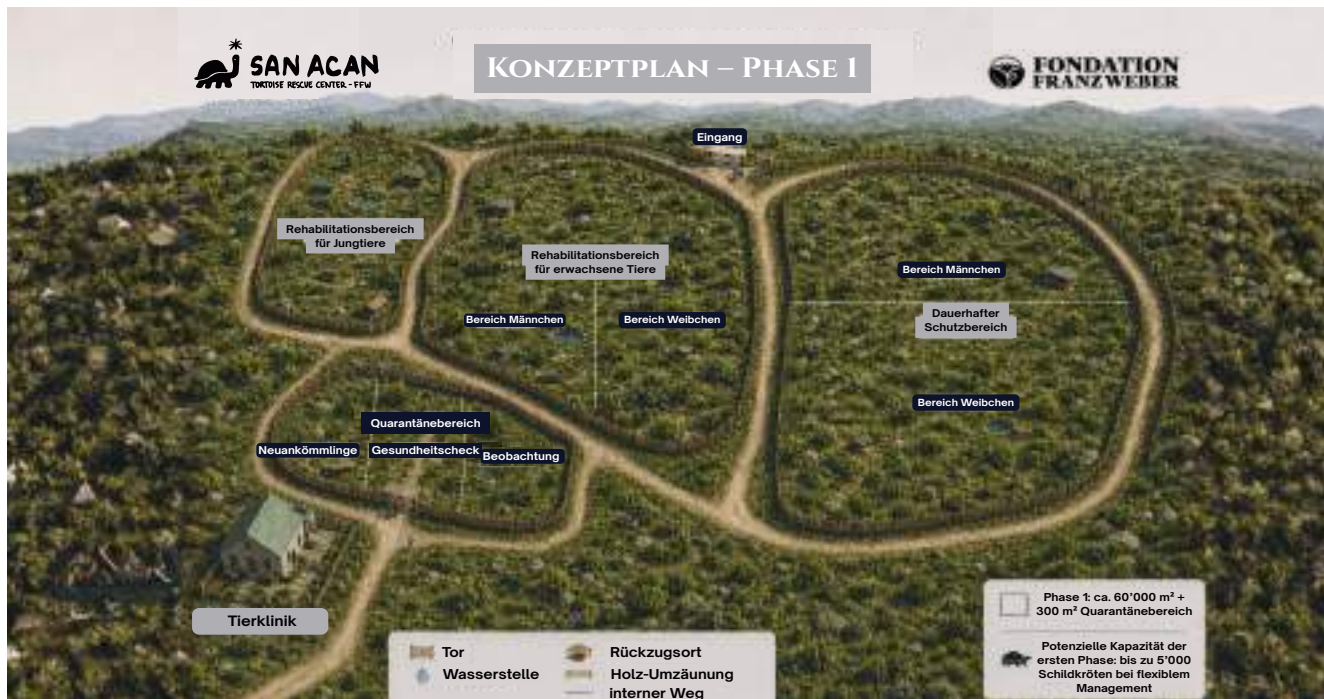 SAN ACAN
TORTOISE RESCUE CENTER - FFW
KONZEPTPLAN – PHASE 1
FONDATION
FRANZ WEBER
Eingang
Rehabilitationsbereich
für Jungtiere
Rehabilitationsbereich
für erwachsene Tiere
Bereich Männchen
Bereich Weibchen
Bereich Männchen
Dauerhafter
Schutzbereich
Bereich Weibchen
Quarantänebereich
Neuankömmlinge
Gesundheitscheck
Beobachtung
Tierklinik
Tor
Wasserstelle
Rückzugsort
Holz-Umzäunung
interner Weg
Phase 1: ca. 60'000 m² +
300 m² Quarantänebereich
Potenzielle Kapazität der
ersten Phase: bis zu 5'000
Schildkröten bei flexiblem
Management